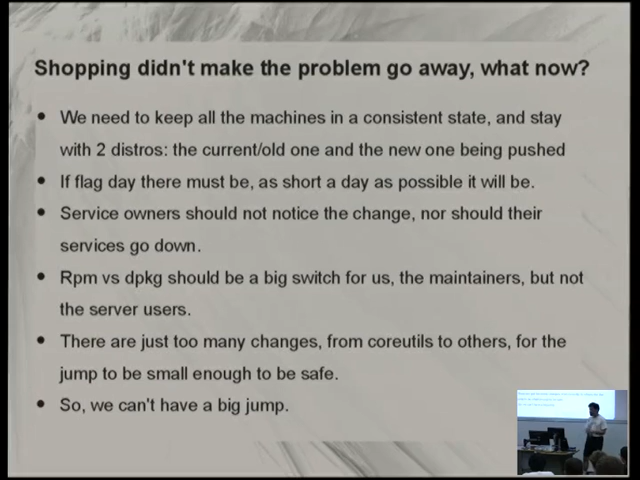 Shopping didn't make the problem go away, what now?
• We need to keep all the machines in a consistent state, and stay
with 2 distros: the current/old one and the new one being pushed
• If flag day there must be, as short a day as possible it will be.
• Service owners should not notice the change, nor should their
services go down.
• Rpm vs dpkg should be a big switch for us, the maintainers, but not
the server users.
• There are just too many changes, from coreutils to others, for the
jump to be small enough to be safe.
• So, we can't have a big jump.